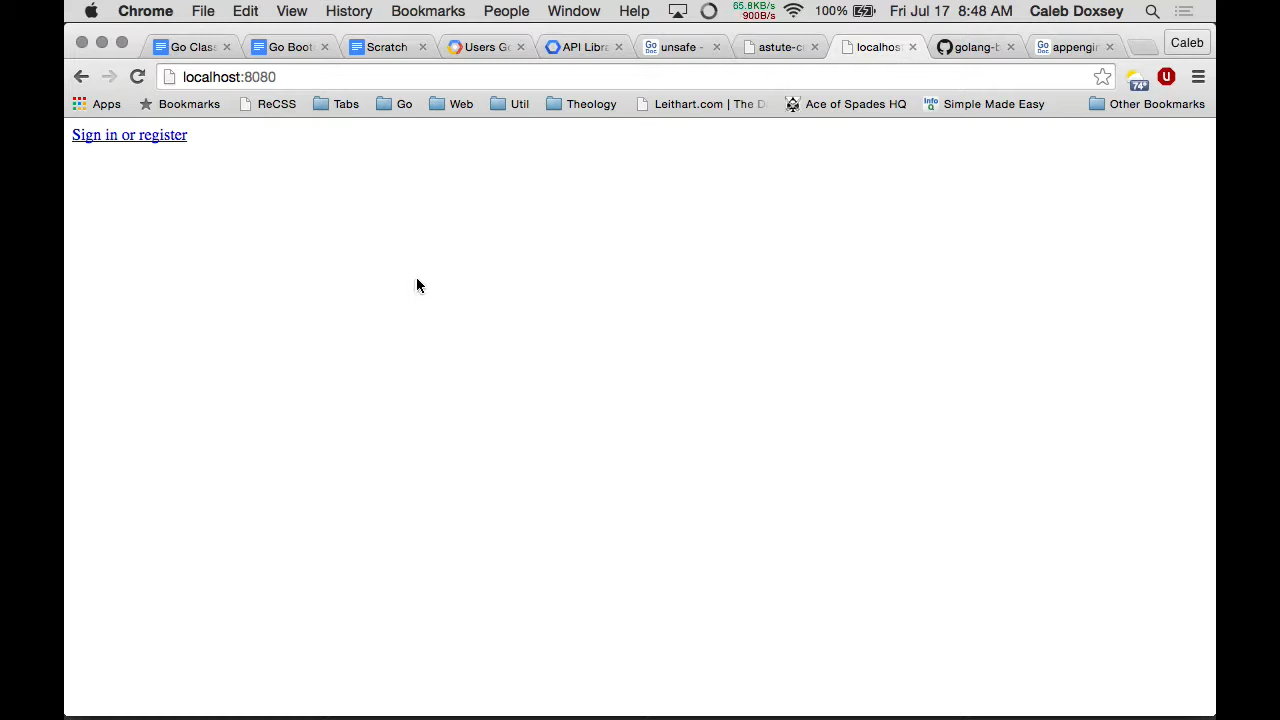 Chrome File Edit View History Bookmarks People Window Help 65.8KB/s 900B/s 100% Fri Jul 17 8:48 AM Caleb Doxsey
Go Clas Go Boot Scratch Users G API Libra unsafe - astute-c localhos golang-b appengin Caleb
localhost:8080
Apps Bookmarks ReCSS Tabs Go Web Util Theology Leithart.com | The D Ace of Spades HQ Simple Made Easy Other Bookmarks
Sign in or register